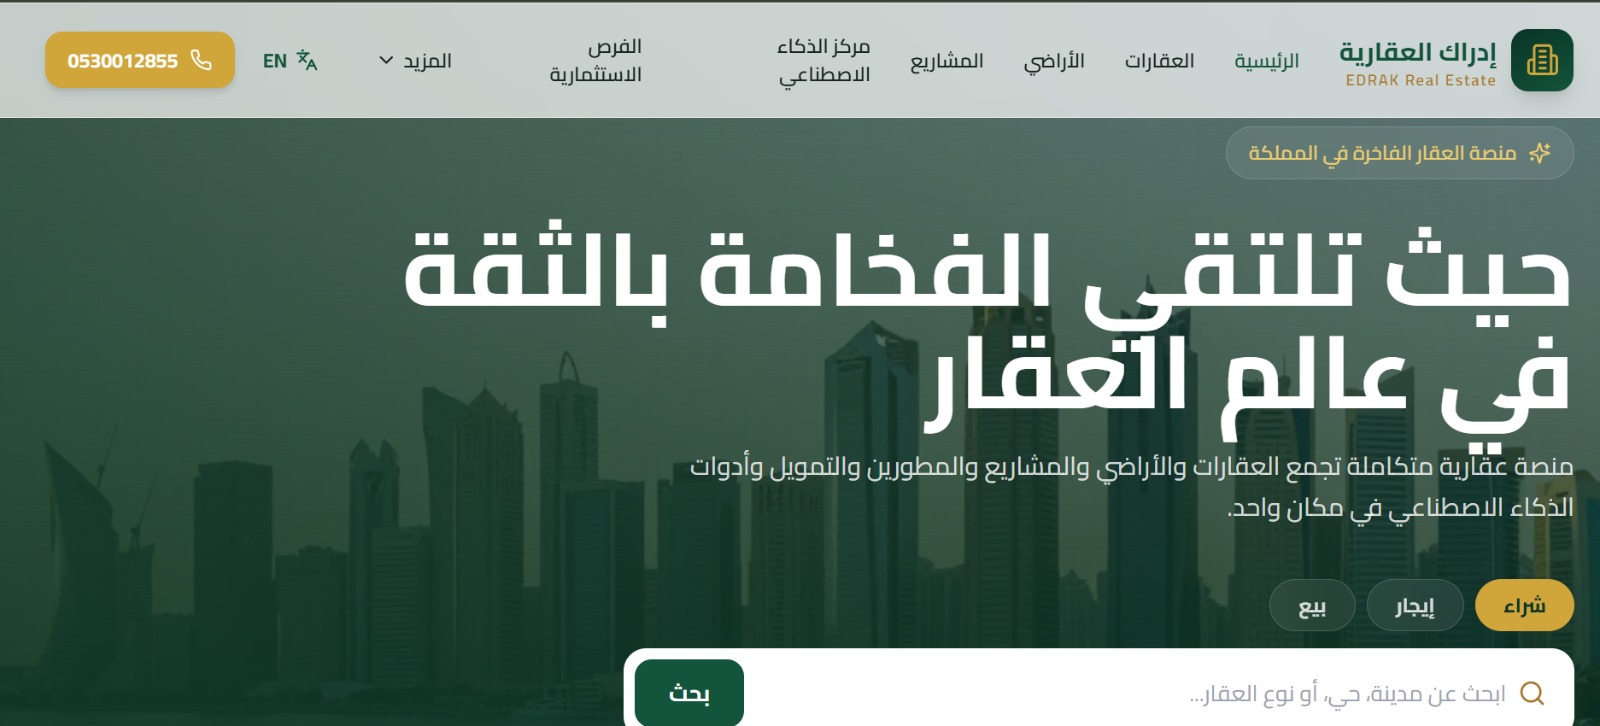 إدراك العقارية
EDRAK Real Estate
الرئيسية
العقارات
الأراضي
المشاريع
مركز الذكاء
الاصطناعي
الفرص
الاستثمارية
المزيد
EN
0530012855
منصة العقار الفاخرة في المملكة
حيث تلتقي الفخامة بالثقة
في عالم العقار
منصة عقارية متكاملة تجمع العقارات والأراضي والمشاريع والمطورين والتمويل وأدوات
الذكاء الاصطناعي في مكان واحد.
شراء
إيجار
بيع
ابحث عن مدينة، حي، أو نوع العقار...
بحث